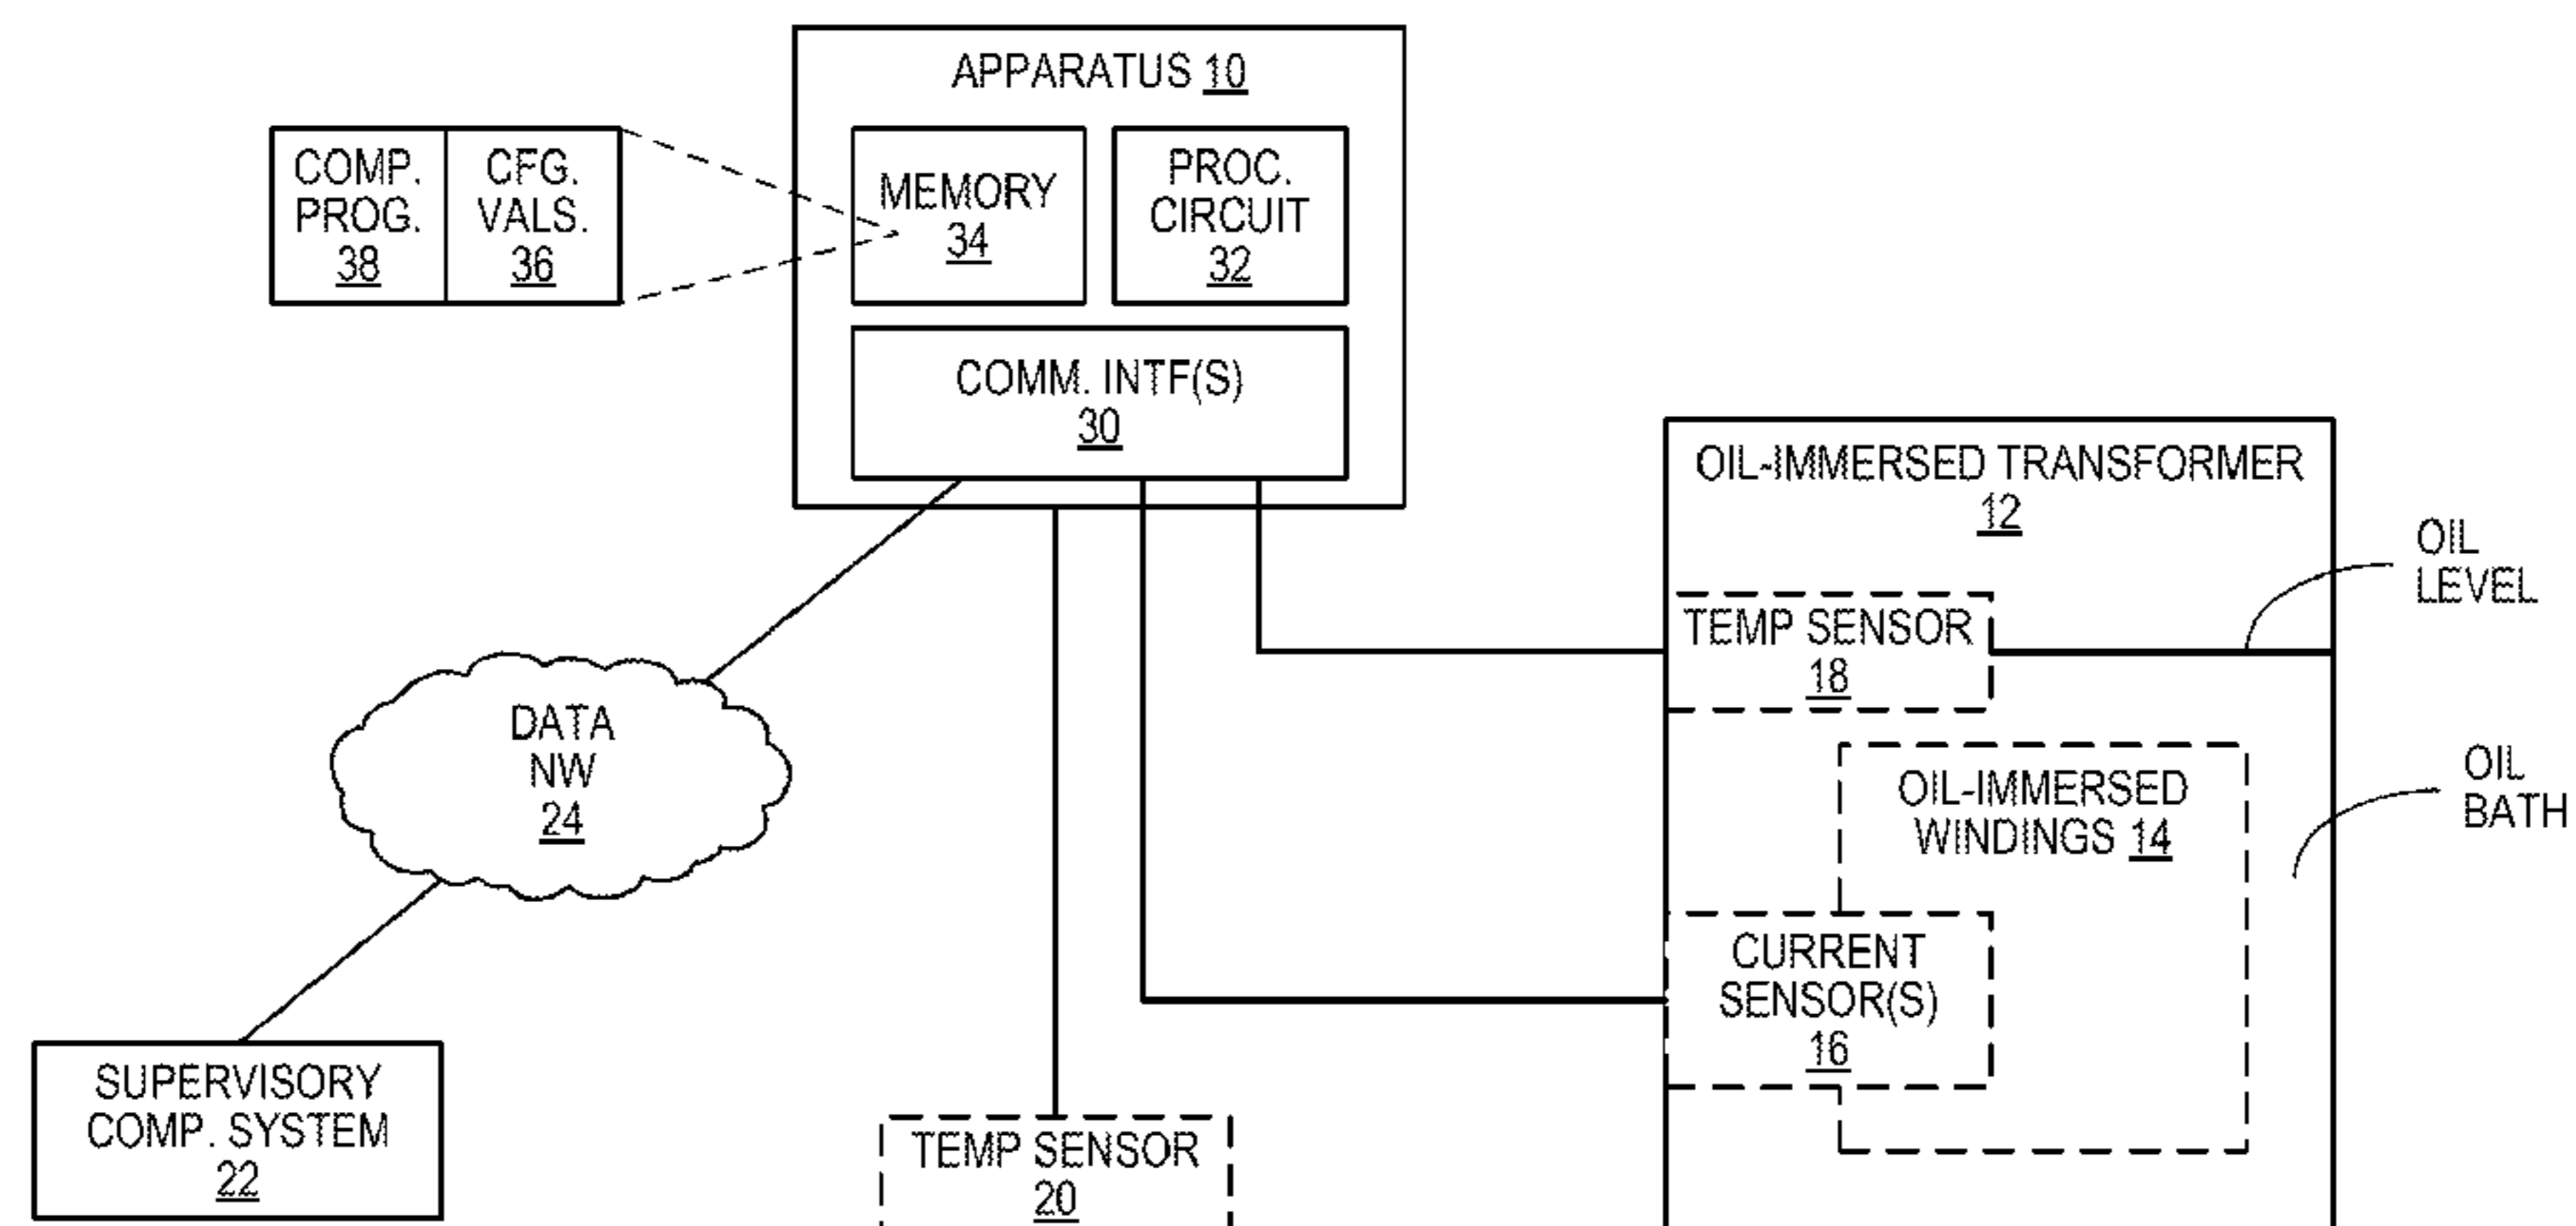 APPARATUS 10
COMP.
PROG.
38
CFG.
VALS.
36
MEMORY
34
PROC.
CIRCUIT
32
COMM. INTF(S)
30
OIL-IMMERSED TRANSFORMER
12
OIL
LEVEL
TEMP SENSOR
18
DATA
NW
24
OIL-IMMERSED
WINDINGS 14
OIL
BATH
CURRENT
SENSOR(S)
16
SUPERVISORY
COMP. SYSTEM
22
TEMP SENSOR
20